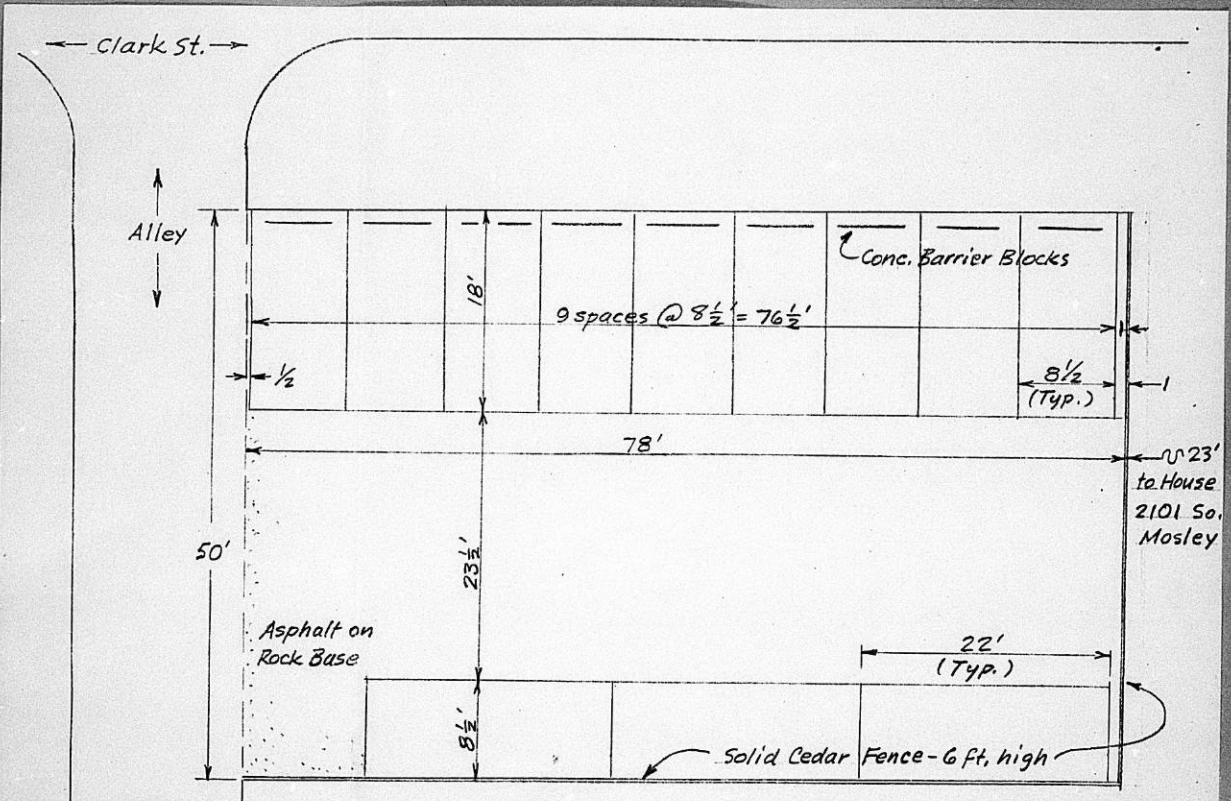 Clark St.
Alley
Conc. Barrier Blocks
18'
9 spaces @ 8½' = 76½'
½
8½
(Typ.)
1
78'
23'
to House
2101 So.
Mosley
50'
23½'
Asphalt on
Rock Base
22'
(Typ.)
8½'
Solid Cedar Fence - 6 ft. high